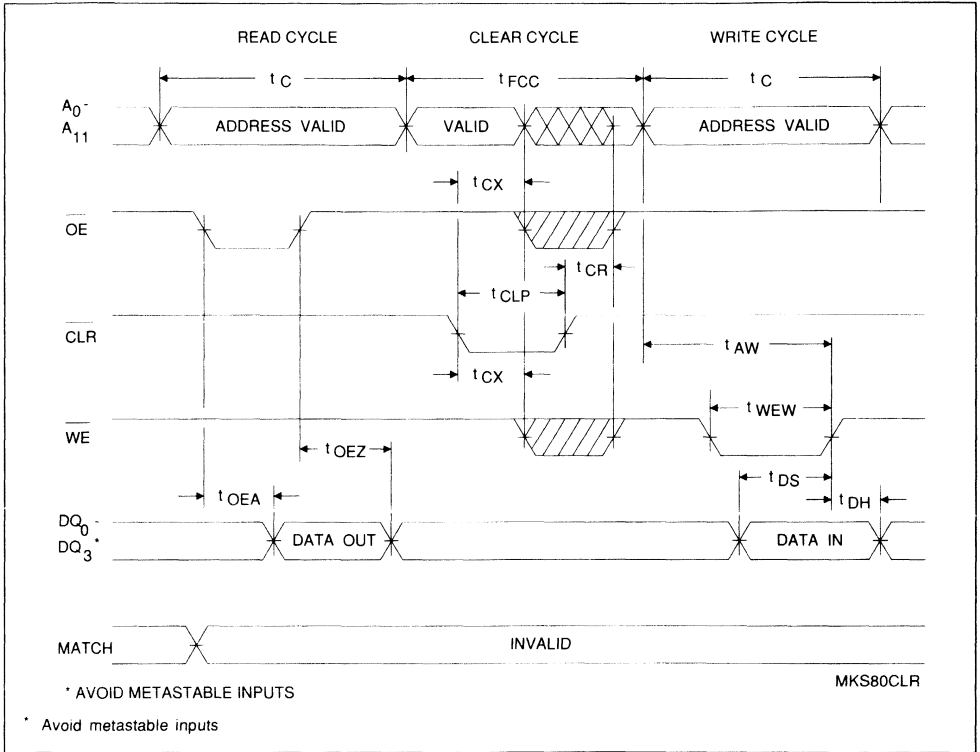 READ CYCLE CLEAR CYCLE WRITE CYCLE
t C t FCC t C
A0-
A11
ADDRESS VALID VALID ADDRESS VALID
t CX
OE
t CR
t CLP
CLR
t AW
t CX
t WEW
WE
t OEZ
t DS
t OEA
t DH
DQ0 -
DQ3 *
DATA OUT DATA IN
MATCH INVALID
MKS80CLR
* AVOID METASTABLE INPUTS
* Avoid metastable inputs